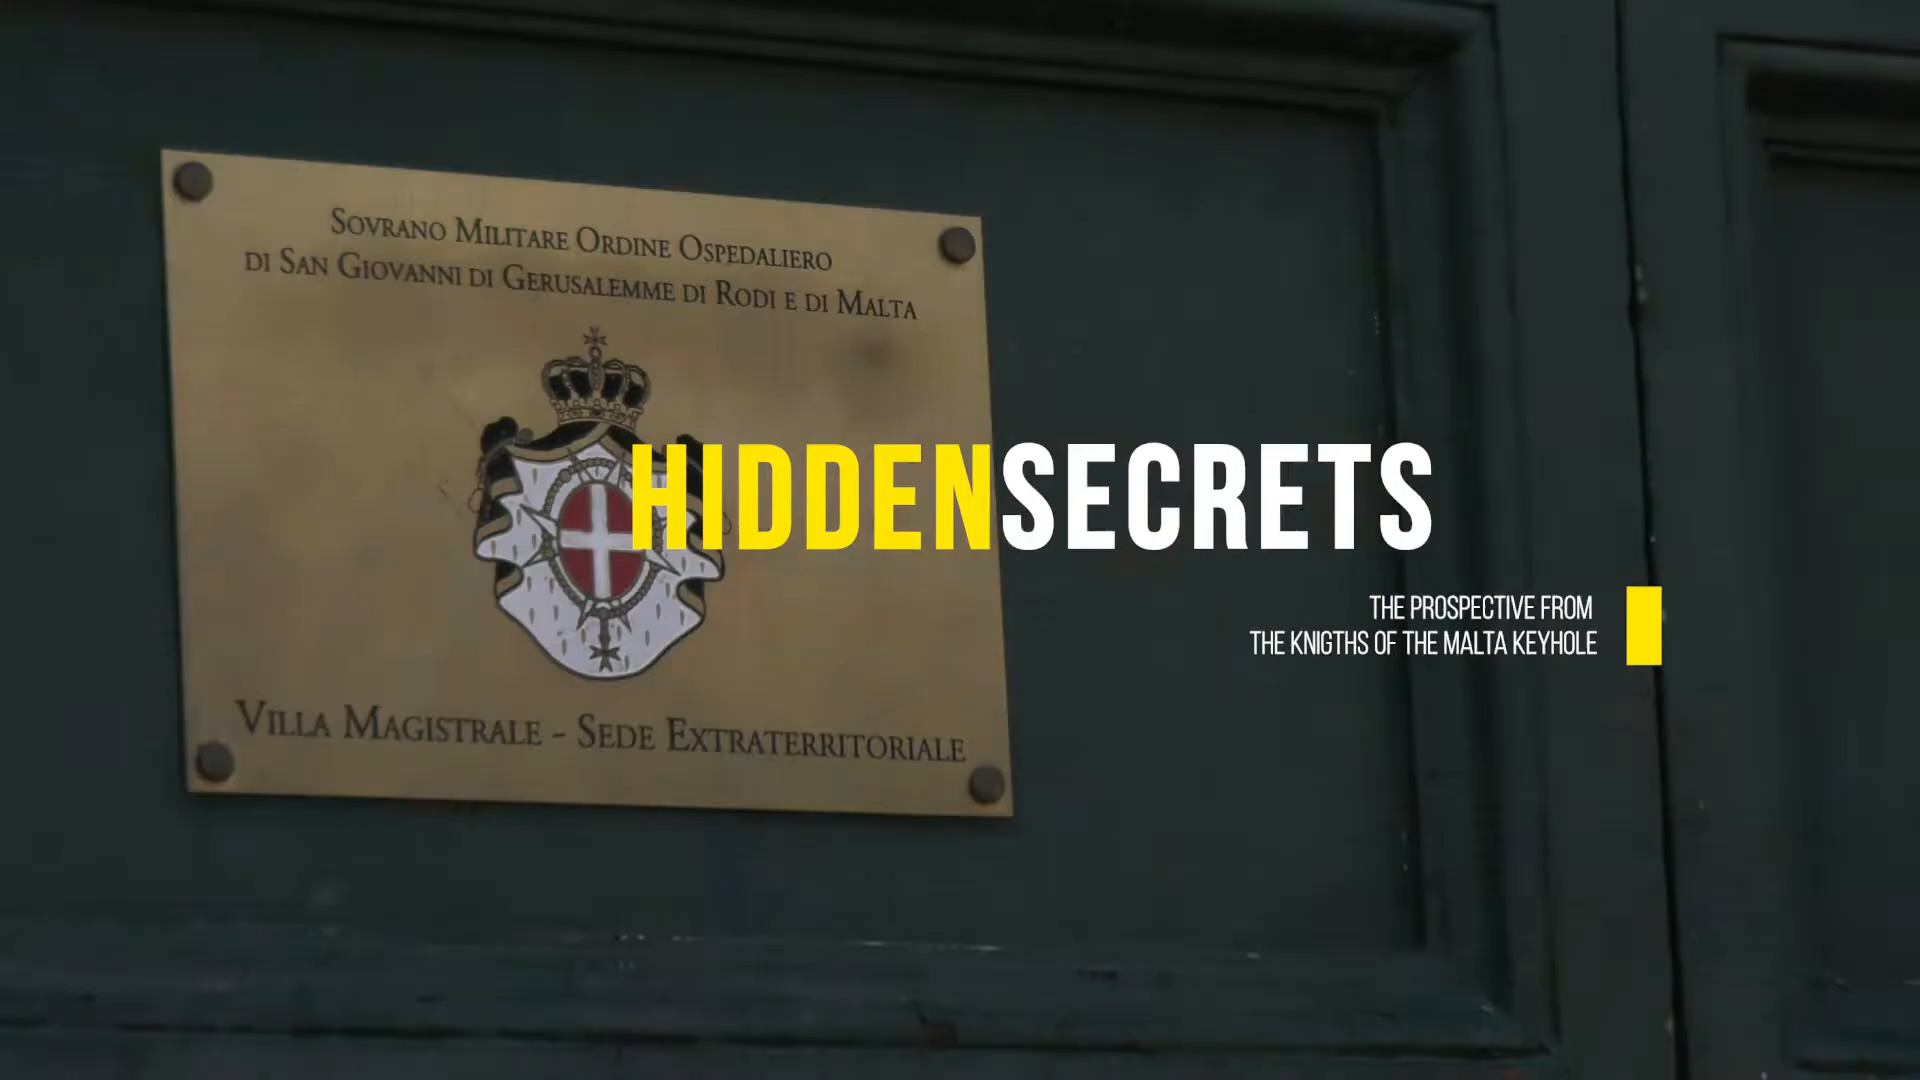 Sovrano Militare Ordine Ospedaliero
di San Giovanni di Gerusalemme di Rodi e di Malta
HIDDENSECRETS
THE PROSPECTIVE FROM
THE KNIGTHS OF THE MALTA KEYHOLE
Villa Magistrale - Sede Extraterritoriale